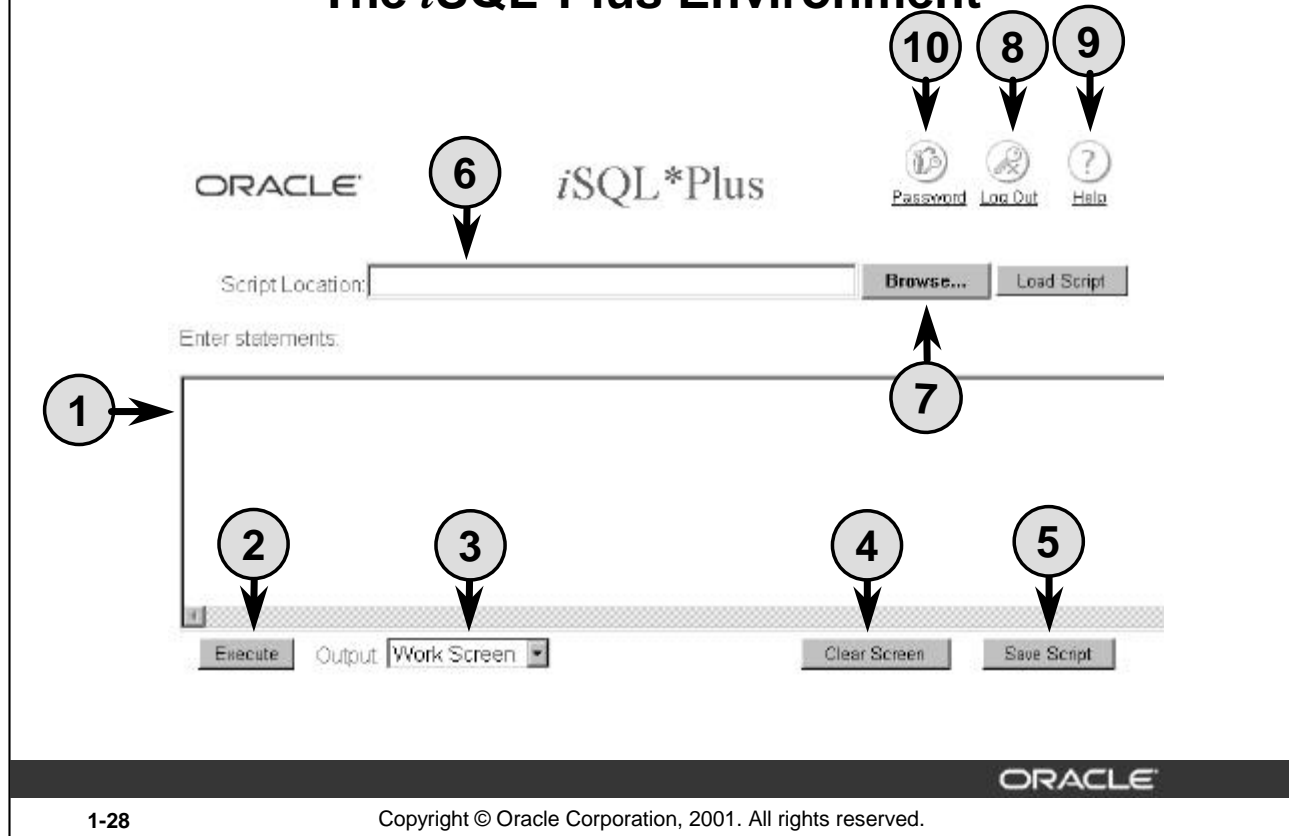 The iSQL*Plus Environment
10 8 9
6
ORACLE
iSQL*Plus
Password Log Out Help
Script Location: Browse... Load Script
Enter statements:
1
7
2 3 4 5
Execute Output: Work Screen Clear Screen Save Script
ORACLE
1-28 Copyright © Oracle Corporation, 2001. All rights reserved.